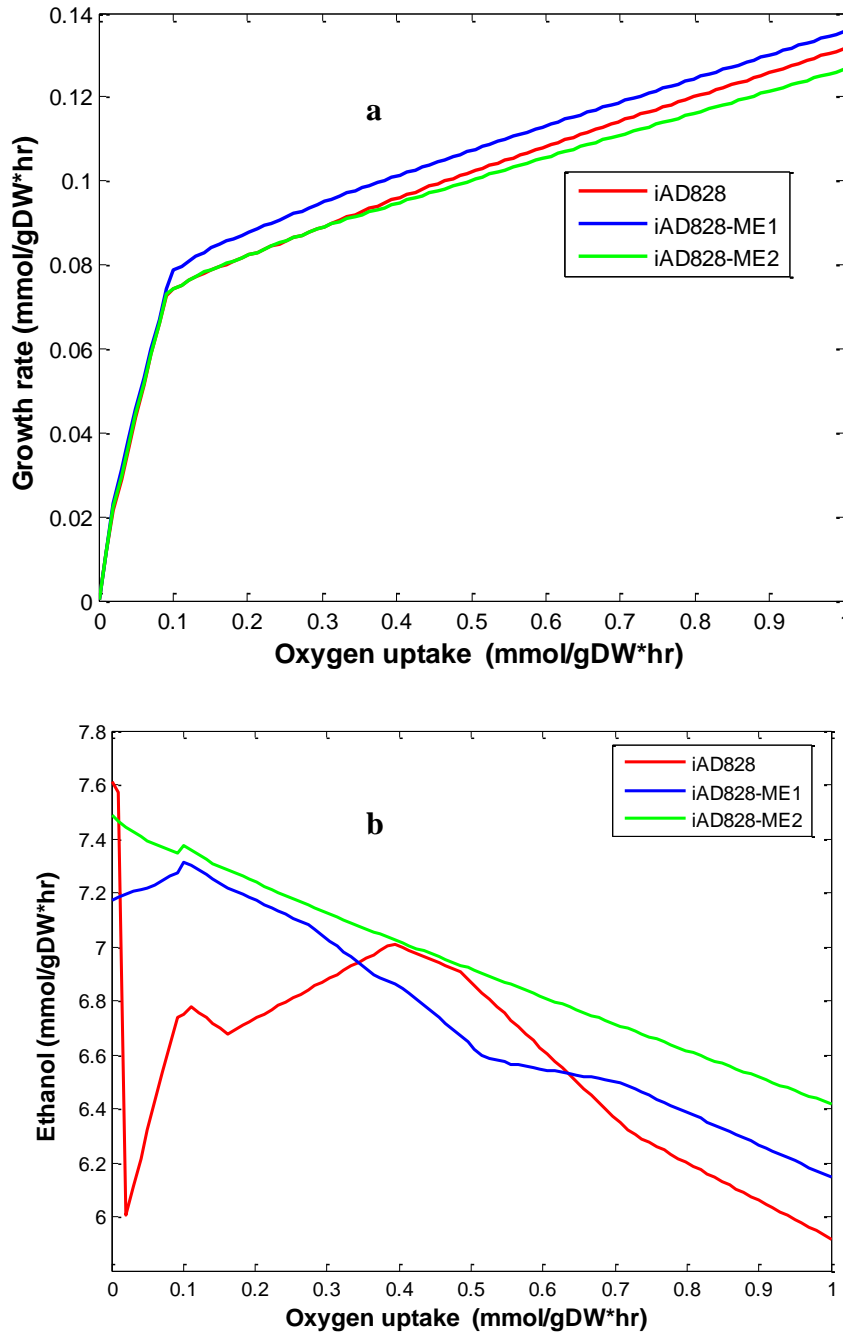 0.14
0.12
0.1
0.08
0.06
0.04
0.02
0
Growth rate (mmol/gDW*hr)
a
iAD828
iAD828-ME1
iAD828-ME2
0 0.1 0.2 0.3 0.4 0.5 0.6 0.7 0.8 0.9 1
Oxygen uptake (mmol/gDW*hr)
7.8
7.6
7.4
7.2
7
6.8
6.6
6.4
6.2
6
Ethanol (mmol/gDW*hr)
b
iAD828
iAD828-ME1
iAD828-ME2
0 0.1 0.2 0.3 0.4 0.5 0.6 0.7 0.8 0.9 1
Oxygen uptake (mmol/gDW*hr)